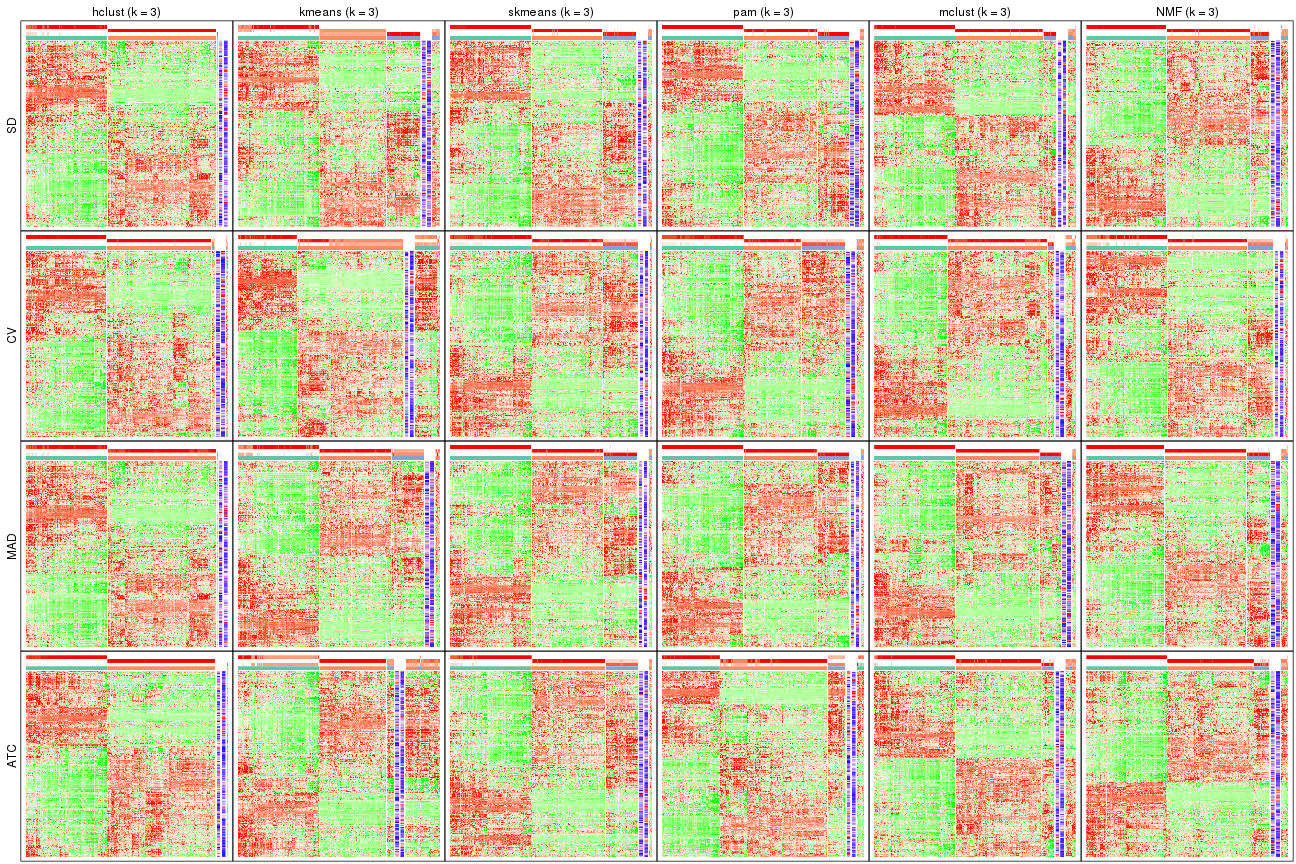 hclust (k = 3) kmeans (k = 3) skmeans (k = 3) pam (k = 3) mclust (k = 3) NMF (k = 3)
SD
CV
MAD
ATC